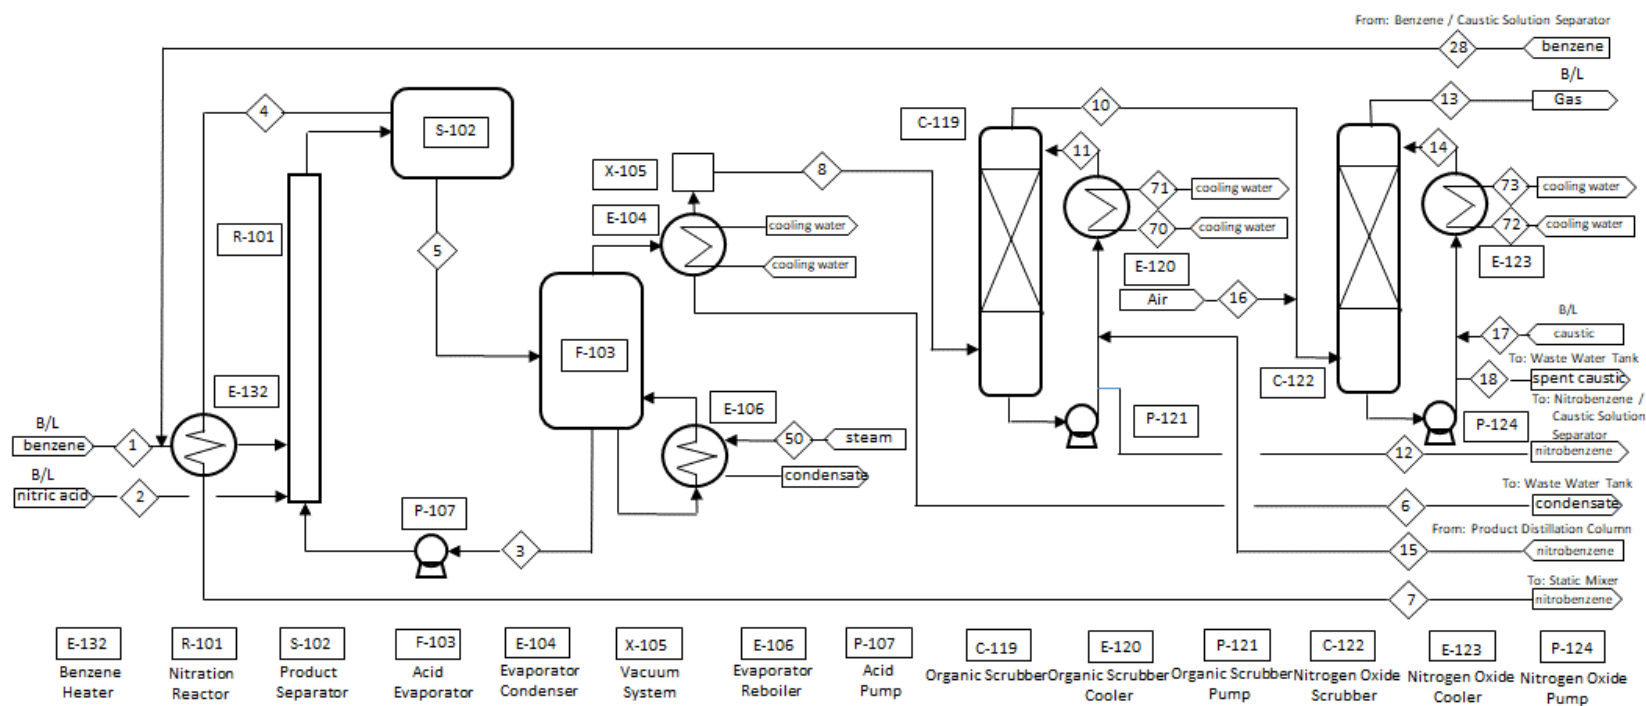 From: Benzene / Caustic Solution Separator
28
benzene
B/L
4
10
13
Gas
C-119
S-102
11
14
X-105
8
71
cooling water
73
cooling water
E-104
cooling water
70
cooling water
72
cooling water
R-101
5
cooling water
E-120
E-123
Air
16
B/L
17
caustic
F-103
To: Waste Water Tank
C-122
18
spent caustic
E-132
E-106
To: Nitrobenzene /
Caustic Solution
Separator
P-121
P-124
B/L
benzene
1
50
steam
12
nitrobenzene
B/L
nitric acid
2
condensate
To: Waste Water Tank
6
condensate
P-107
From: Product Distillation Column
3
15
nitrobenzene
To: Static Mixer
7
nitrobenzene
E-132
R-101
S-102
F-103
E-104
X-105
E-106
P-107
C-119
E-120
P-121
C-122
E-123
P-124
Benzene
Heater
Nitration
Reactor
Product
Separator
Acid
Evaporator
Evaporator
Condenser
Vacuum
System
Evaporator
Reboiler
Acid
Pump
Organic Scrubber
Organic Scrubber
Cooler
Organic Scrubber
Pump
Nitrogen Oxide
Scrubber
Nitrogen Oxide
Cooler
Nitrogen Oxide
Pump